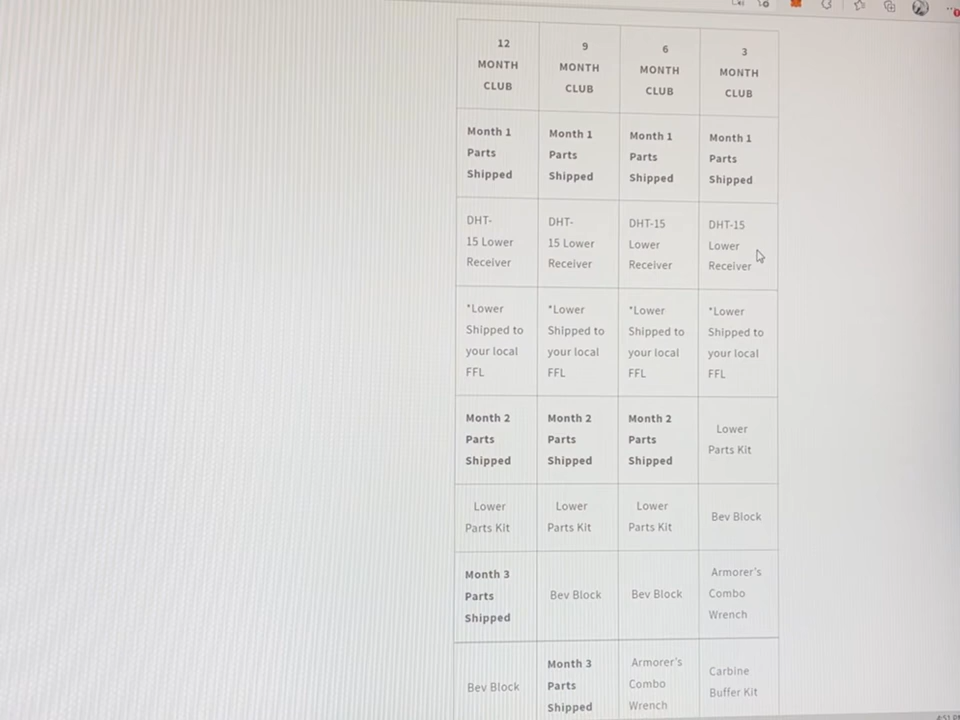 12
MONTH
CLUB
9
MONTH
CLUB
6
MONTH
CLUB
3
MONTH
CLUB
Month 1
Parts
Shipped
Month 1
Parts
Shipped
Month 1
Parts
Shipped
Month 1
Parts
Shipped
DHT-
15 Lower
Receiver
DHT-
15 Lower
Receiver
DHT-15
Lower
Receiver
DHT-15
Lower
Receiver
*Lower
Shipped to
your local
FFL
*Lower
Shipped to
your local
FFL
*Lower
Shipped to
your local
FFL
*Lower
Shipped to
your local
FFL
Month 2
Parts
Shipped
Month 2
Parts
Shipped
Month 2
Parts
Shipped
Lower
Parts Kit
Lower
Parts Kit
Lower
Parts Kit
Lower
Parts Kit
Bev Block
Month 3
Parts
Shipped
Bev Block
Bev Block
Armorer's
Combo
Wrench
Bev Block
Month 3
Parts
Shipped
Armorer's
Combo
Wrench
Carbine
Buffer Kit